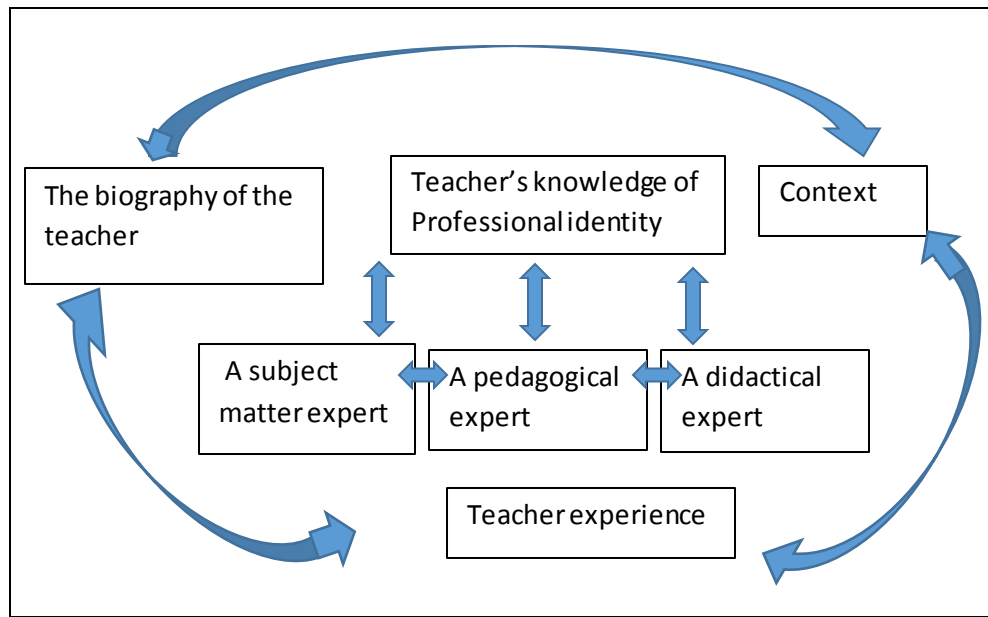 The biography of the
teacher
Teacher's knowledge of
Professional identity
Context
A subject
matter expert
A pedagogical
expert
A didactical
expert
Teacher experience